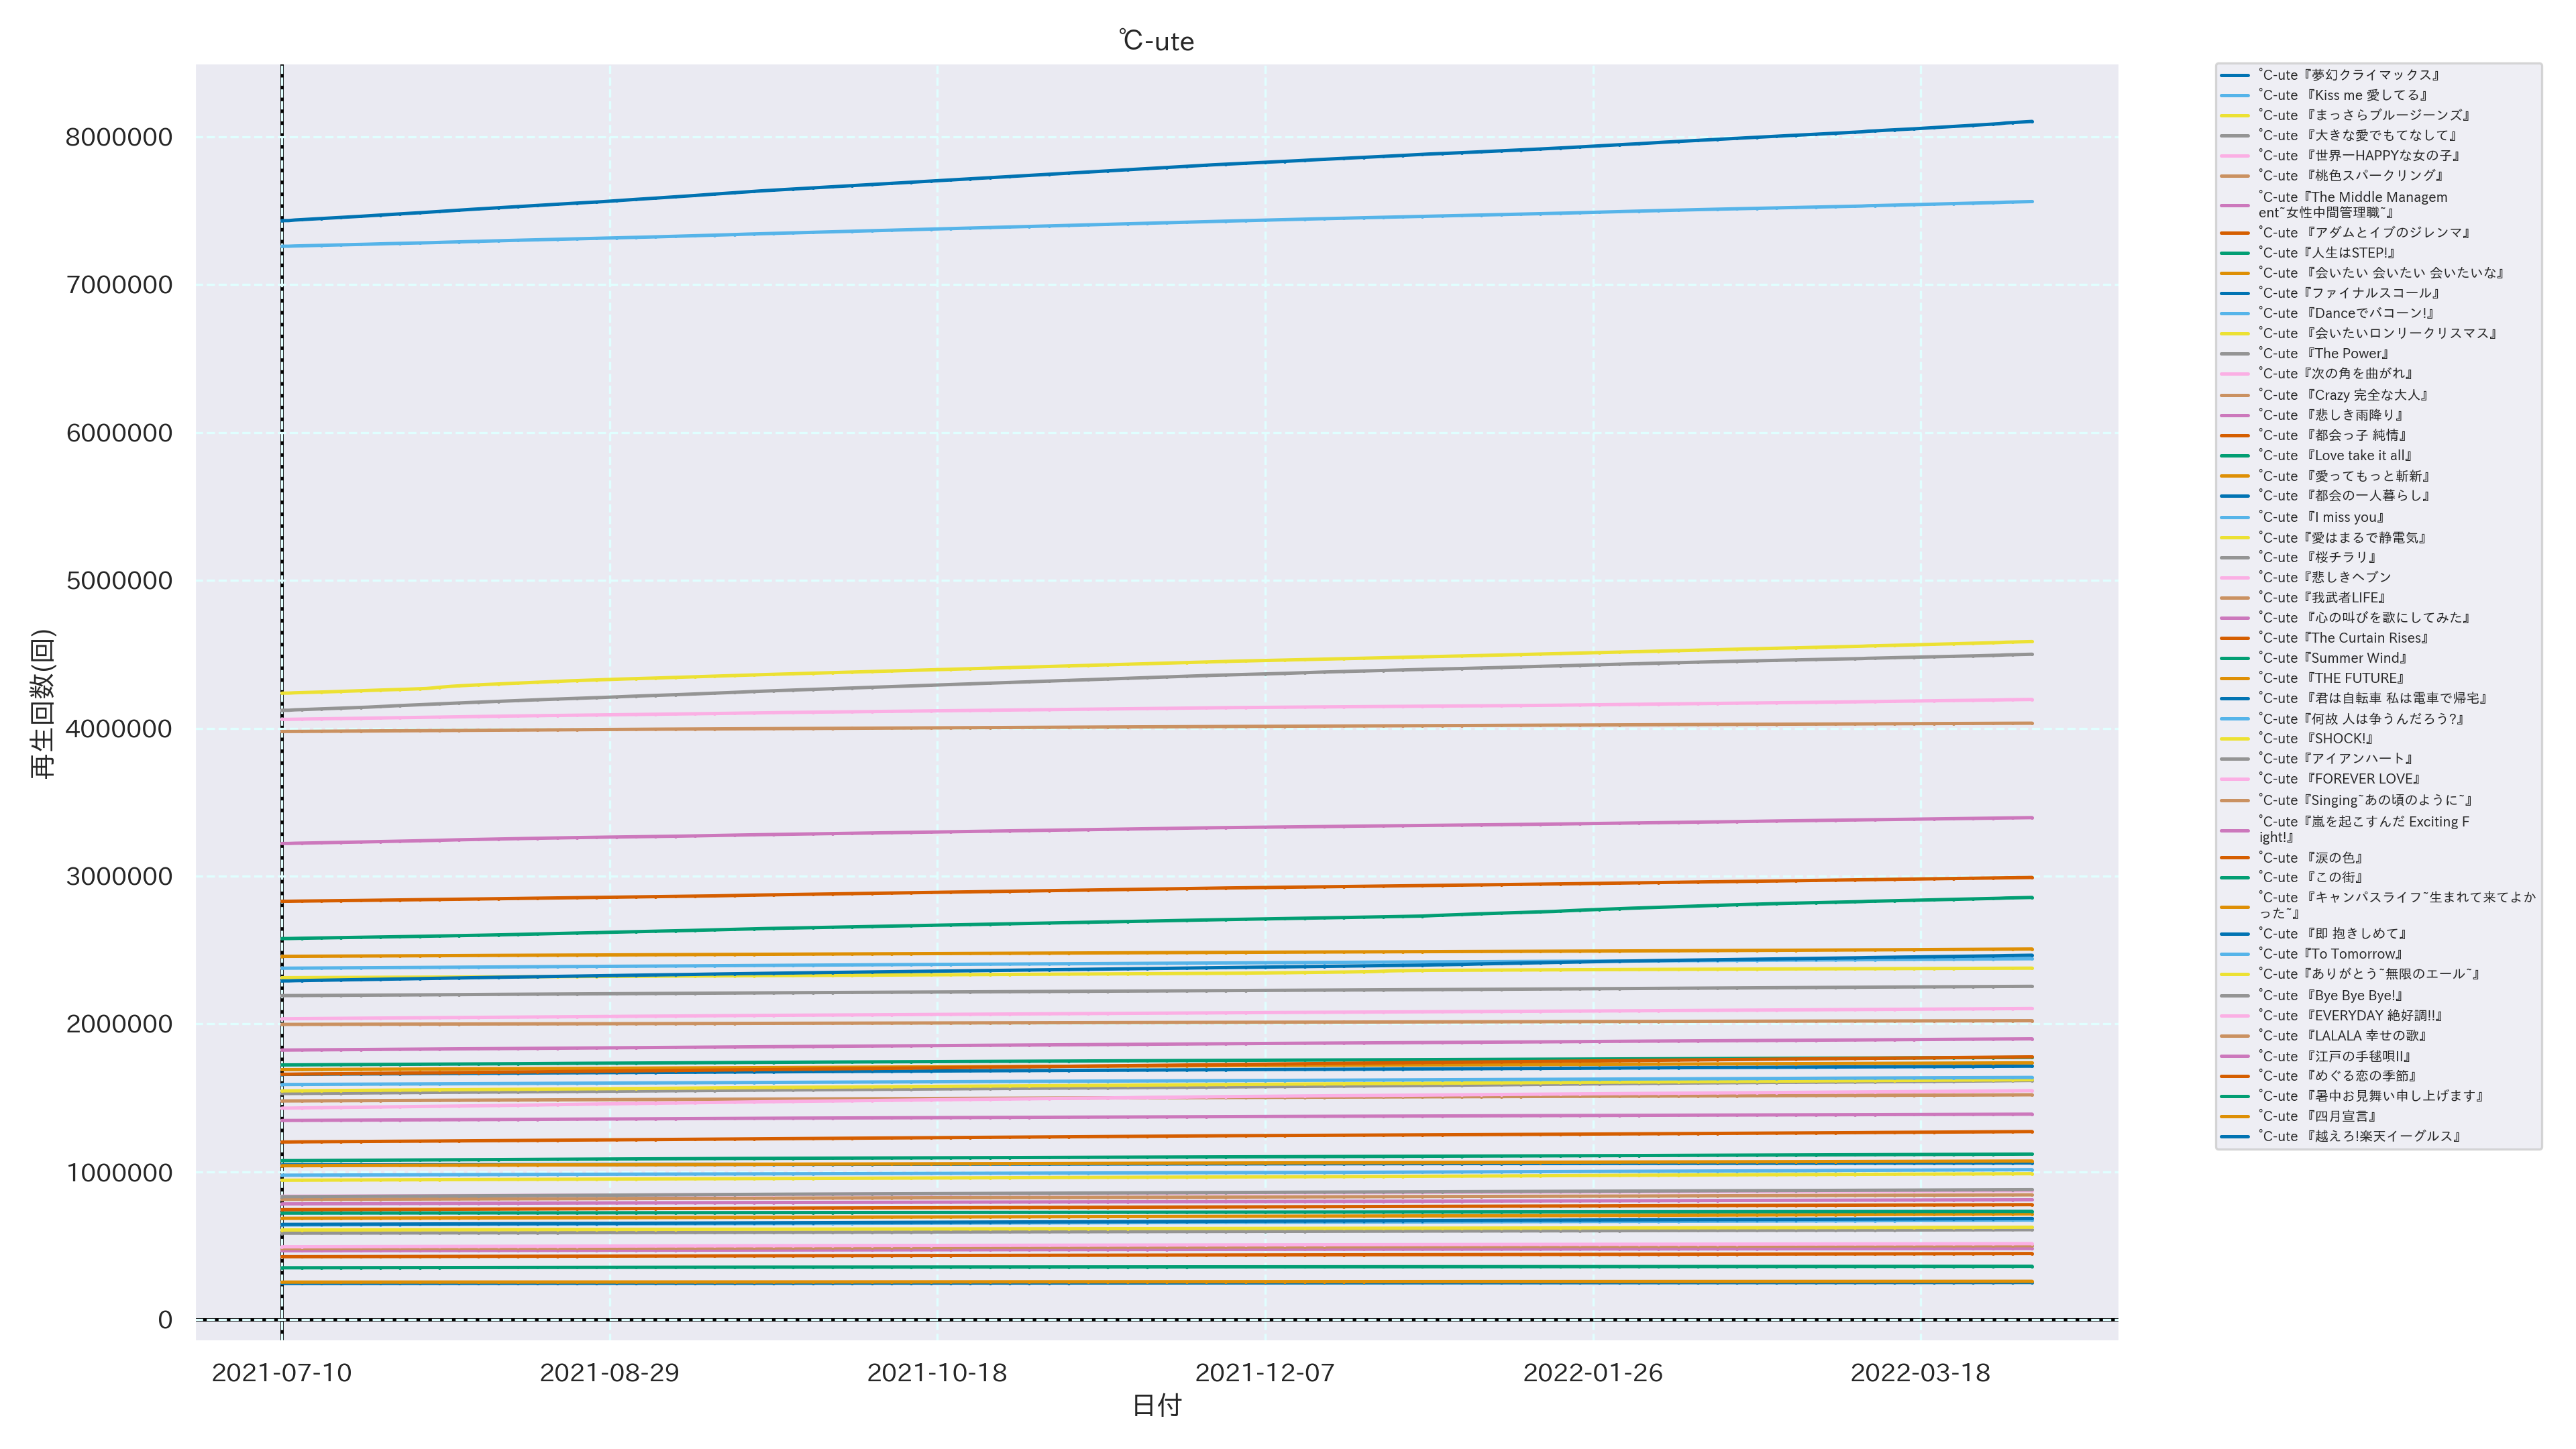 ℃-ute
8000000
7000000
6000000
5000000
4000000
3000000
2000000
1000000
0
再生回数(回)
2021-07-10
2021-08-29
2021-10-18
2021-12-07
2022-01-26
2022-03-18
日付
℃-ute『夢幻クライマックス』
℃-ute 『Kiss me 愛してる』
℃-ute 『まっさらブルージーンズ』
℃-ute 『大きな愛でもてなして』
℃-ute 『世界一HAPPYな女の子』
℃-ute 『桃色スパークリング』
℃-ute『The Middle Managem
ent~女性中間管理職~』
℃-ute 『アダムとイブのジレンマ』
℃-ute『人生はSTEP!』
℃-ute 『会いたい 会いたい 会いたいな』
℃-ute『ファイナルスコール』
℃-ute 『Danceでバコーン!』
℃-ute 『会いたいロンリークリスマス』
℃-ute 『The Power』
℃-ute『次の角を曲がれ』
℃-ute 『Crazy 完全な大人』
℃-ute 『悲しき雨降り』
℃-ute 『都会っ子 純情』
℃-ute 『Love take it all』
℃-ute 『愛ってもっと斬新』
℃-ute 『都会の一人暮らし』
℃-ute 『I miss you』
℃-ute『愛はまるで静電気』
℃-ute 『桜チラリ』
℃-ute『悲しきヘブン
℃-ute『我武者LIFE』
℃-ute『心の叫びを歌にしてみた』
℃-ute『The Curtain Rises』
℃-ute『Summer Wind』
℃-ute『THE FUTURE』
℃-ute 『君は自転車 私は電車で帰宅』
℃-ute『何故 人は争うんだろう?』
℃-ute 『SHOCK!』
℃-ute『アイアンハート』
℃-ute 『FOREVER LOVE』
℃-ute『Singing~あの頃のように~』
℃-ute『嵐を起こすんだ Exciting F
ight!』
℃-ute 『涙の色』
℃-ute 『この街』
℃-ute 『キャンパスライフ~生まれて来てよか
った~』
℃-ute 『即 抱きしめて』
℃-ute『To Tomorrow』
℃-ute『ありがとう~無限のエール~』
℃-ute 『Bye Bye Bye!』
℃-ute 『EVERYDAY 絶好調!!』
℃-ute 『LALALA 幸せの歌』
℃-ute 『江戸の手毬唄II』
℃-ute 『めぐる恋の季節』
℃-ute 『暑中お見舞い申し上げます』
℃-ute 『四月宣言』
℃-ute 『越えろ!楽天イーグルス』